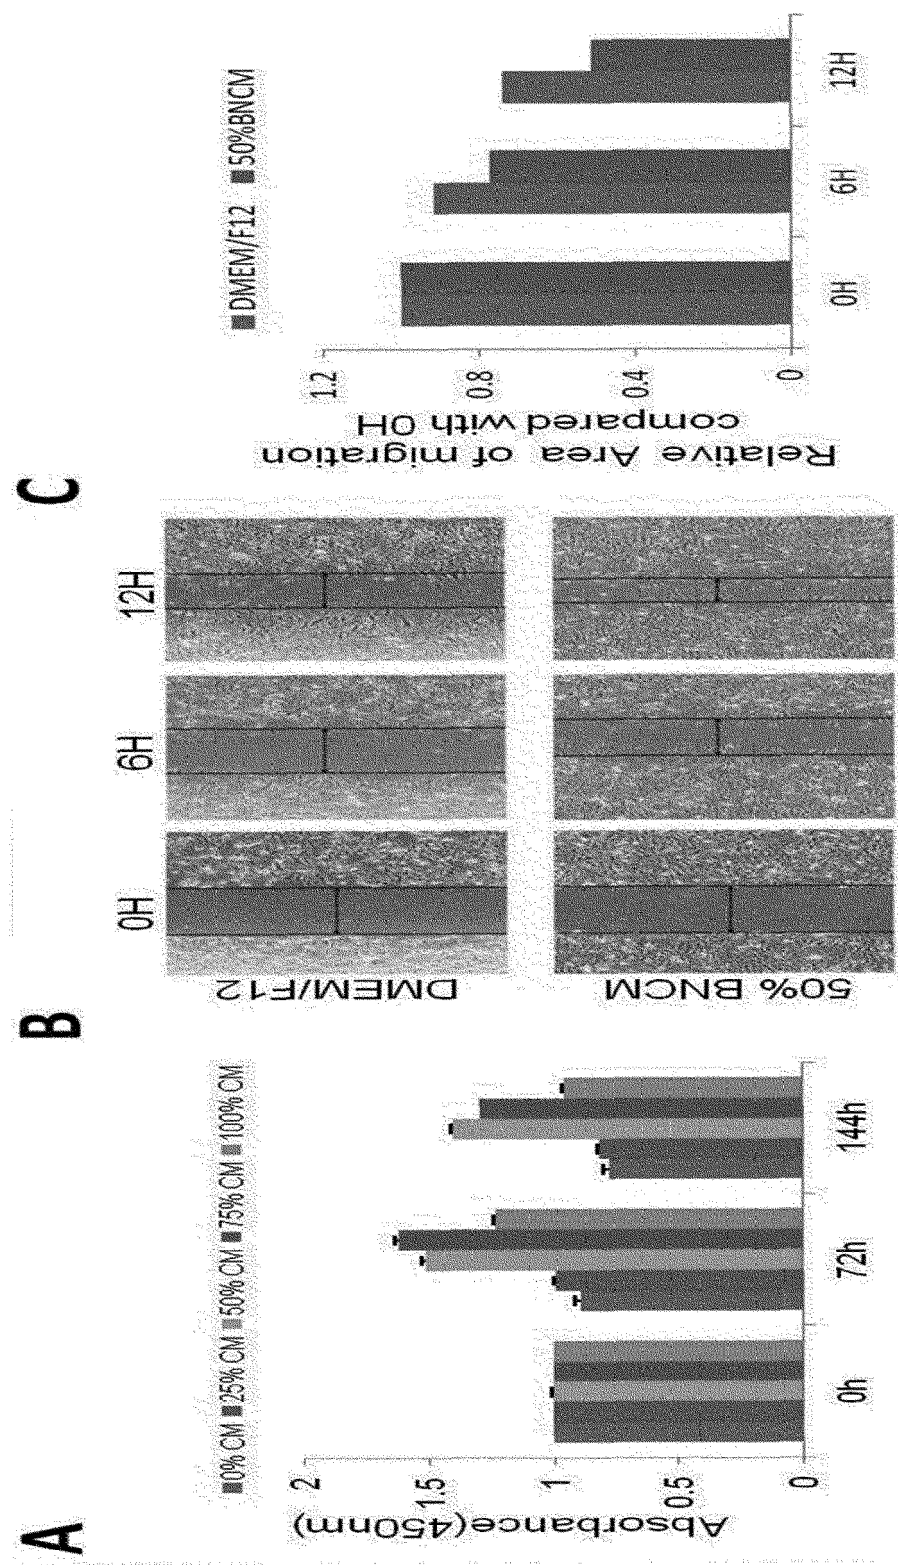 A
0% CM 25% CM 50% CM 75% CM 100% CM
Absorbance(450nm)
2
1.5
1
0.5
0
0h
72h
144h
B
0H
6H
12H
DMEM/F12
50% BNCM
C
DMEM/F12 50%BNCM
Relative Area of migration
compared with 0H
1.2
0.8
0.4
0
0H
6H
12H